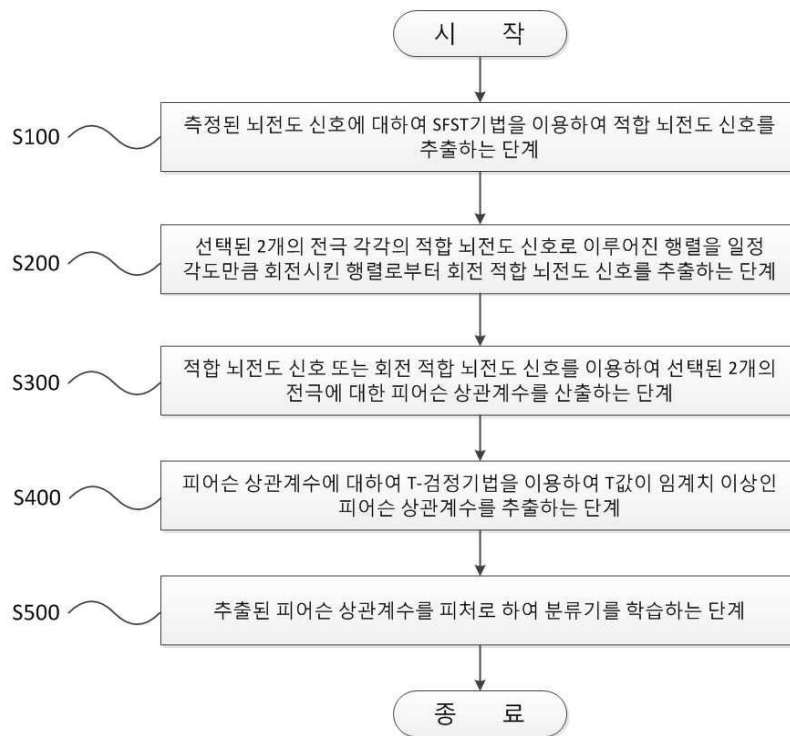 시 작
S100
측정된 뇌전도 신호에 대하여 SFST기법을 이용하여 적합 뇌전도 신호를
추출하는 단계
S200
선택된 2개의 전극 각각의 적합 뇌전도 신호로 이루어진 행렬을 일정
각도만큼 회전시킨 행렬로부터 회전 적합 뇌전도 신호를 추출하는 단계
S300
적합 뇌전도 신호 또는 회전 적합 뇌전도 신호를 이용하여 선택된 2개의
전극에 대한 피어슨 상관계수를 산출하는 단계
S400
피어슨 상관계수에 대하여 T-검정기법을 이용하여 T값이 임계치 이상인
피어슨 상관계수를 추출하는 단계
S500
추출된 피어슨 상관계수를 피처로 하여 분류기를 학습하는 단계
종 료